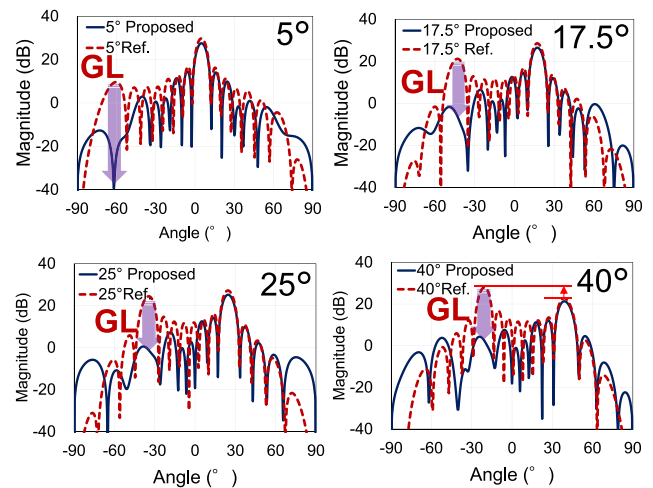 40
5° Proposed
5°Ref.
5°
GL
20
0
-20
-40
Magnitude (dB)
-90 -60 -30 0 30 60 90
Angle (°)
40
17.5° Proposed
17.5° Ref.
17.5°
GL
20
0
-20
-40
Magnitude (dB)
-90 -60 -30 0 30 60 90
Angle (°)
40
25° Proposed
25°Ref.
25°
GL
20
0
-20
-40
Magnitude (dB)
-90 -60 -30 0 30 60 90
Angle (°)
40
40° Proposed
40°Ref.
40°
GL
20
0
-20
-40
Magnitude (dB)
-90 -60 -30 0 30 60 90
Angle (°)